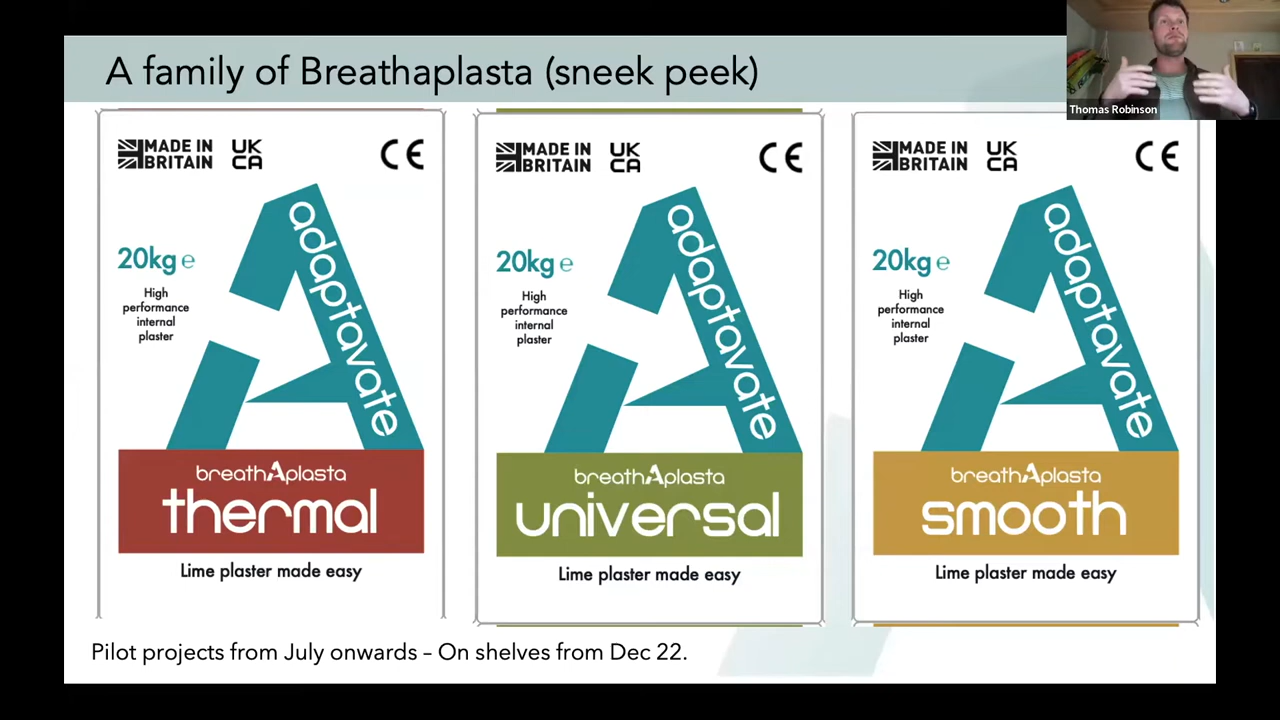 A family of Breathaplasta (sneek peek)
Thomas Robinson
MADE IN
BRITAIN
UK
CA
CE
20kg e
High
performance
internal
plaster
adaptavate
breathAplasta
thermal
Lime plaster made easy
MADE IN
BRITAIN
UK
CA
CE
20kg e
High
performance
internal
plaster
adaptavate
breathAplasta
universal
Lime plaster made easy
MADE IN
BRITAIN
UK
CA
CE
20kg e
High
performance
internal
plaster
adaptavate
breathAplasta
smooth
Lime plaster made easy
Pilot projects from July onwards – On shelves from Dec 22.